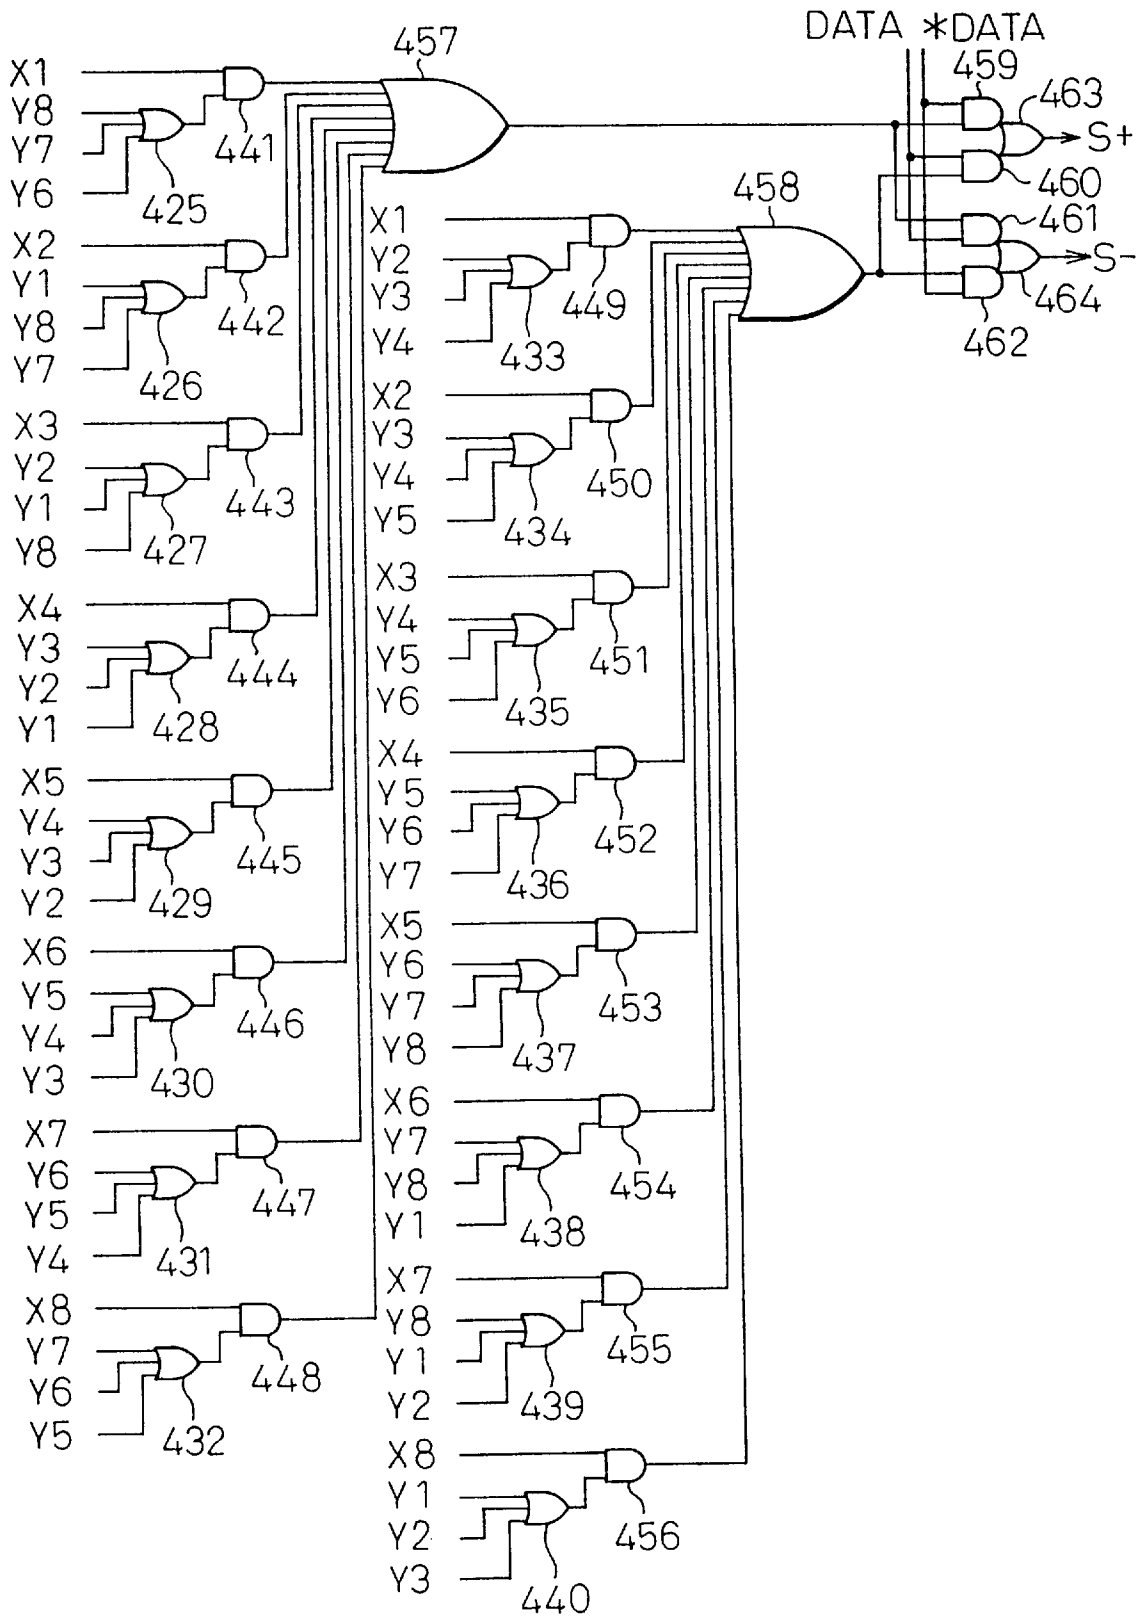 DATA *DATA
457
459
463
S+
460
461
S-
464
462
458
X1
Y8
Y7
Y6
441
425
X2
Y1
Y8
Y7
442
426
X3
Y2
Y1
Y8
443
427
X4
Y3
Y2
Y1
444
428
X5
Y4
Y3
Y2
445
429
X6
Y5
Y4
Y3
446
430
X7
Y6
Y5
Y4
447
431
X8
Y7
Y6
Y5
448
432
X1
Y2
Y3
Y4
449
433
X2
Y3
Y4
Y5
450
434
X3
Y4
Y5
Y6
451
435
X4
Y5
Y6
Y7
452
436
X5
Y6
Y7
Y8
453
437
X6
Y7
Y8
Y1
454
438
X7
Y8
Y1
Y2
455
439
X8
Y1
Y2
Y3
456
440